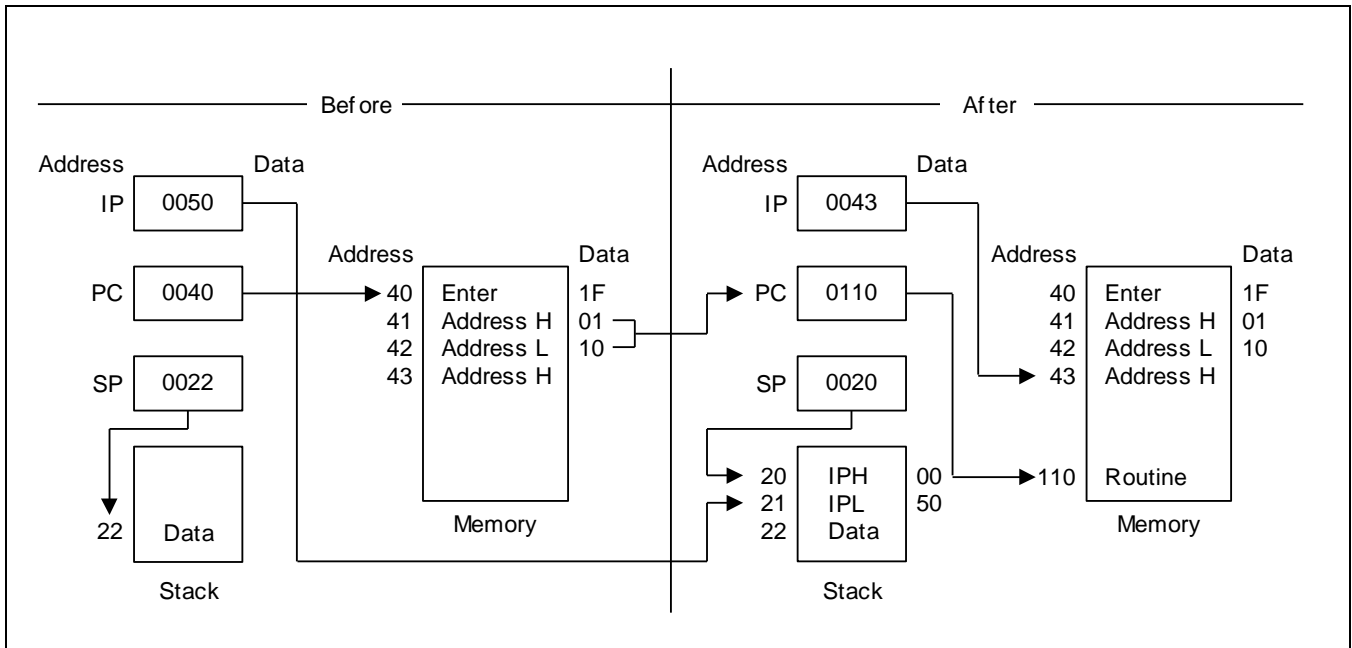 Before
Address Data
IP 0050
Address Data
PC 0040
40 Enter 1F
41 Address H 01
42 Address L 10
43 Address H
SP 0022
22 Data
Memory
Stack
After
Address Data
IP 0043
Address Data
PC 0110
40 Enter 1F
41 Address H 01
42 Address L 10
43 Address H
SP 0020
20 IPH 00
21 IPL 50
22 Data
110 Routine
Memory
Stack